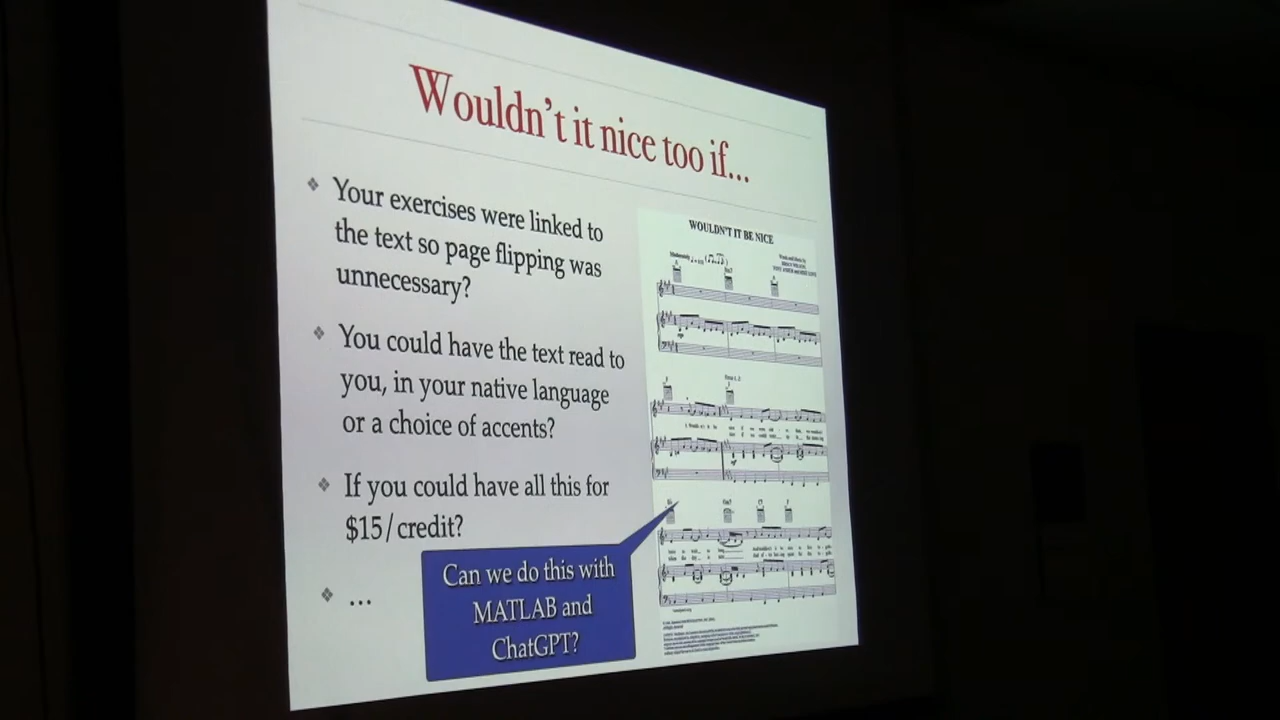 Wouldn't it nice too if...
❖ Your exercises were linked to
the text so page flipping was
unnecessary?
❖ You could have the text read to
you, in your native language
or a choice of accents?
❖ If you could have all this for
$15/credit?
❖ ...
Can we do this with
MATLAB and
ChatGPT?
WOULDN'T IT BE NICE
Moderately